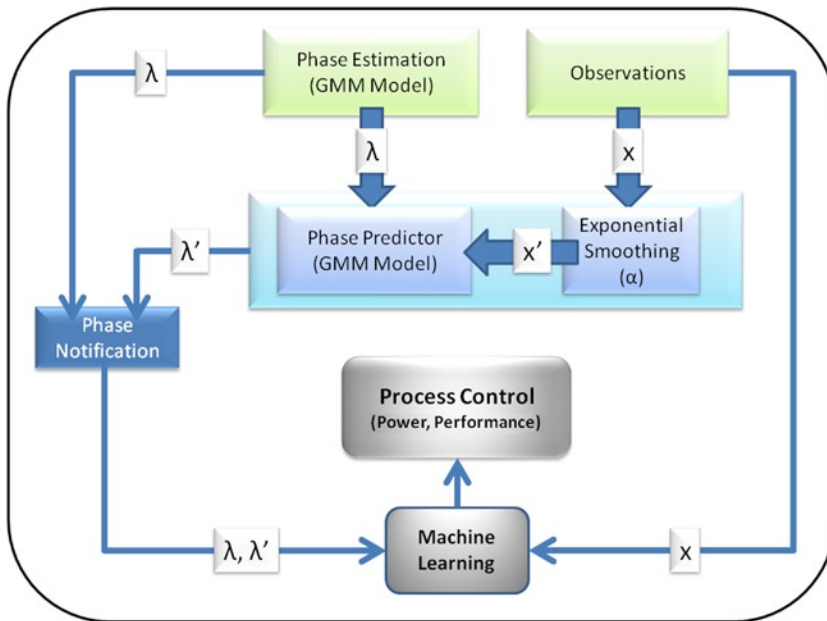 Phase Estimation
(GMM Model)
Observations
λ
λ
x
Phase Predictor
(GMM Model)
x’
Exponential
Smoothing
(α)
λ’
Phase
Notification
Process Control
(Power, Performance)
Machine
Learning
λ, λ’
x